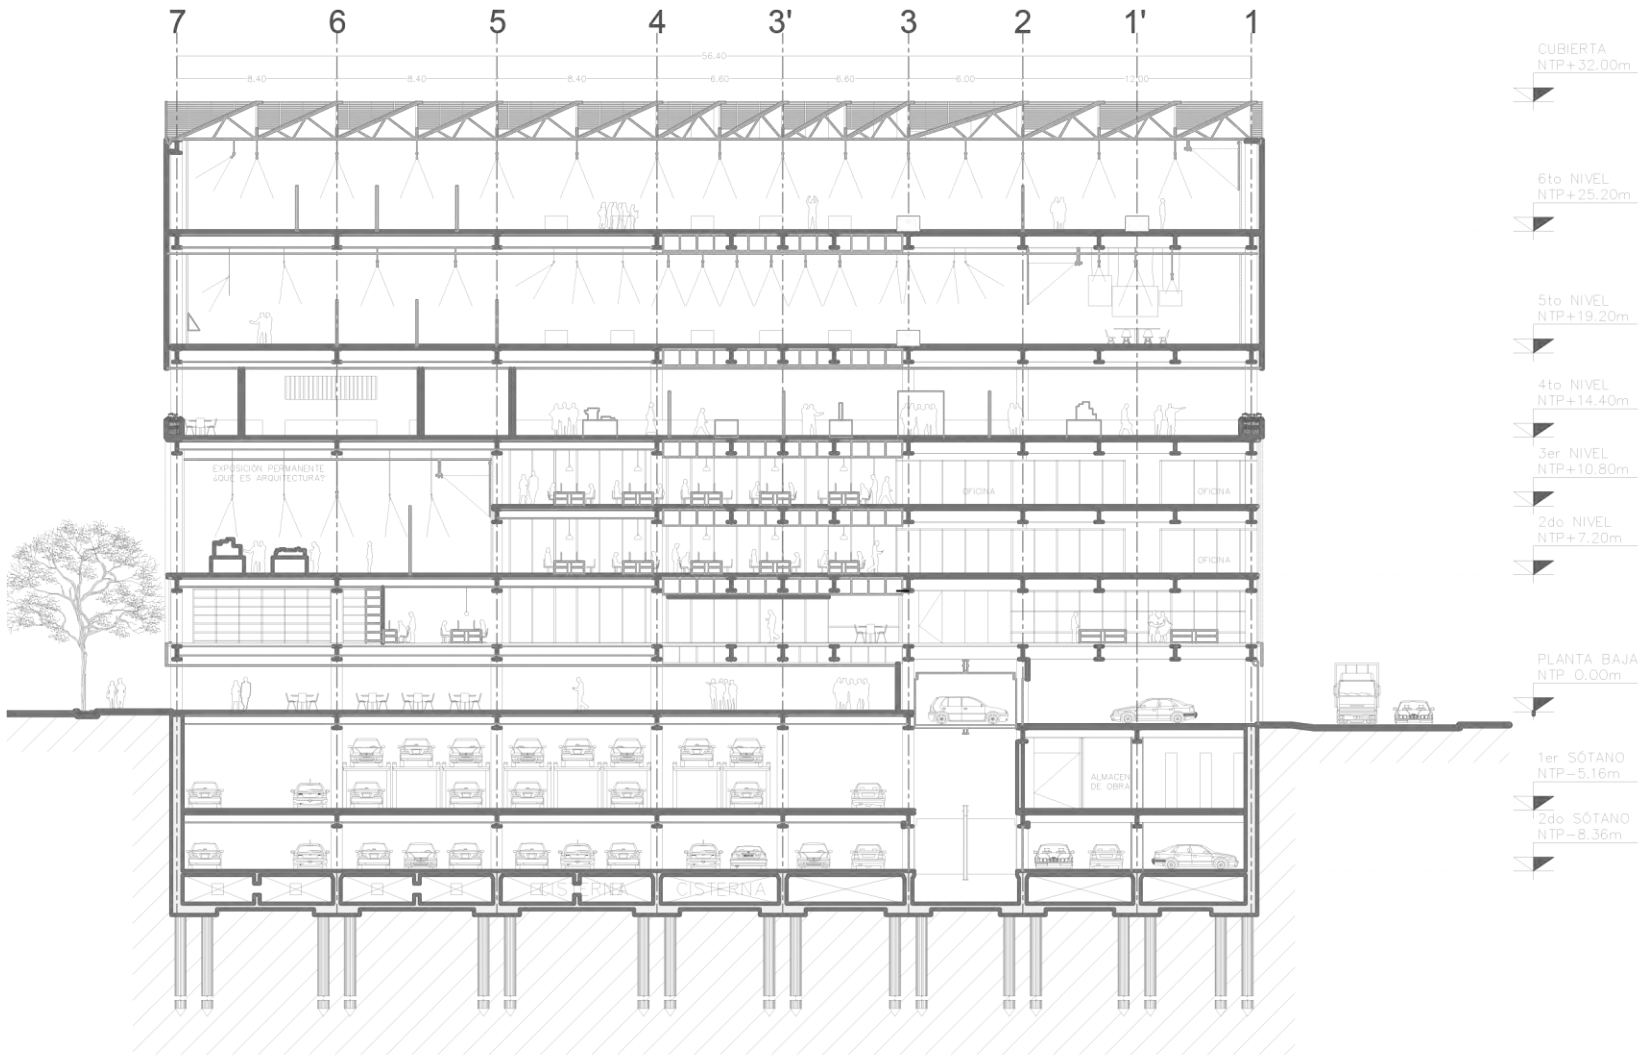 7 6 5 4 3' 3 2 1' 1
56.40
8.40 8.40 8.40 6.60 6.60 6.00 12.00
CUBIERTA
NTP+32.00m
6to NIVEL
NTP+25.20m
5to NIVEL
NTP+19.20m
4to NIVEL
NTP+14.40m
3er NIVEL
NTP+10.80m
EXPOSICIÓN PERMANENTE
¿QUE ES ARQUITECTURA?
OFICINA OFICINA
2do NIVEL
NTP+7.20m
OFICINA
PLANTA BAJA
NTP 0.00m
1er SÓTANO
NTP-5.16m
ALMACEN
DE OBRA
2do SÓTANO
NTP-8.36m
CISTERNA CISTERNA